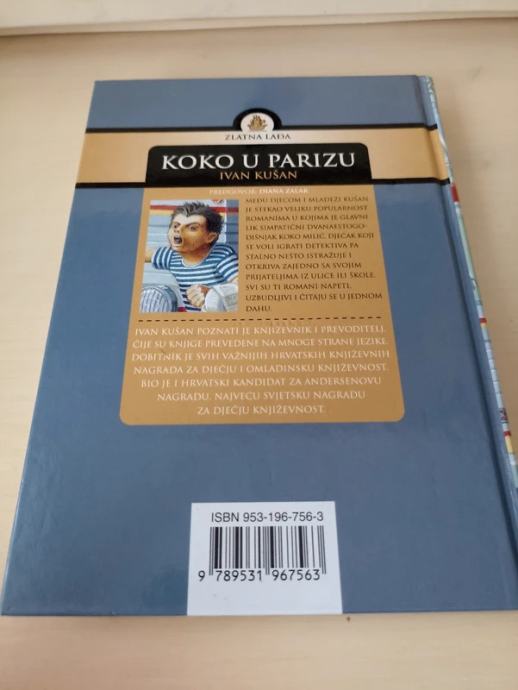 ZLATNA LAĐA
KOKO U PARIZU
IVAN KUŠAN
PREDGOVOR: DIANA ZALAR
MEĐU DJECOM I MLADEŽI KUŠAN
JE STEKAO VELIKU POPULARNOST
ROMANIMA U KOJIMA JE GLAVNI
LIK SIMPATIČNI DVANAESTOGO-
DIŠNJAK KOKO MILIĆ, DJEČAK KOJI
SE VOLI IGRATI DETEKTIVA PA
STALNO NEŠTO ISTRAŽUJE I
OTKRIVA ZAJEDNO SA SVOJIM
PRIJATELJIMA IZ ULICE ILI ŠKOLE.
SVI SU TI ROMANI NAPETI,
UZBUDLJIVI I ČITAJU SE U JEDNOM
DAHU.
IVAN KUŠAN POZNATI JE KNJIŽEVNIK I PREVODITELJ,
ČIJE SU KNJIGE PREVEDENE NA MNOGE STRANE JEZIKE.
DOBITNIK JE SVIH VAŽNIJIH HRVATSKIH KNJIŽEVNIH
NAGRADA ZA DJEČJU I OMLADINSKU KNJIŽEVNOST.
BIO JE I HRVATSKI KANDIDAT ZA ANDERSENOVU
NAGRADU, NAJVEĆU SVJETSKU NAGRADU
ZA DJEČJU KNJIŽEVNOST.
ISBN 953-196-756-3
9 789531 967563